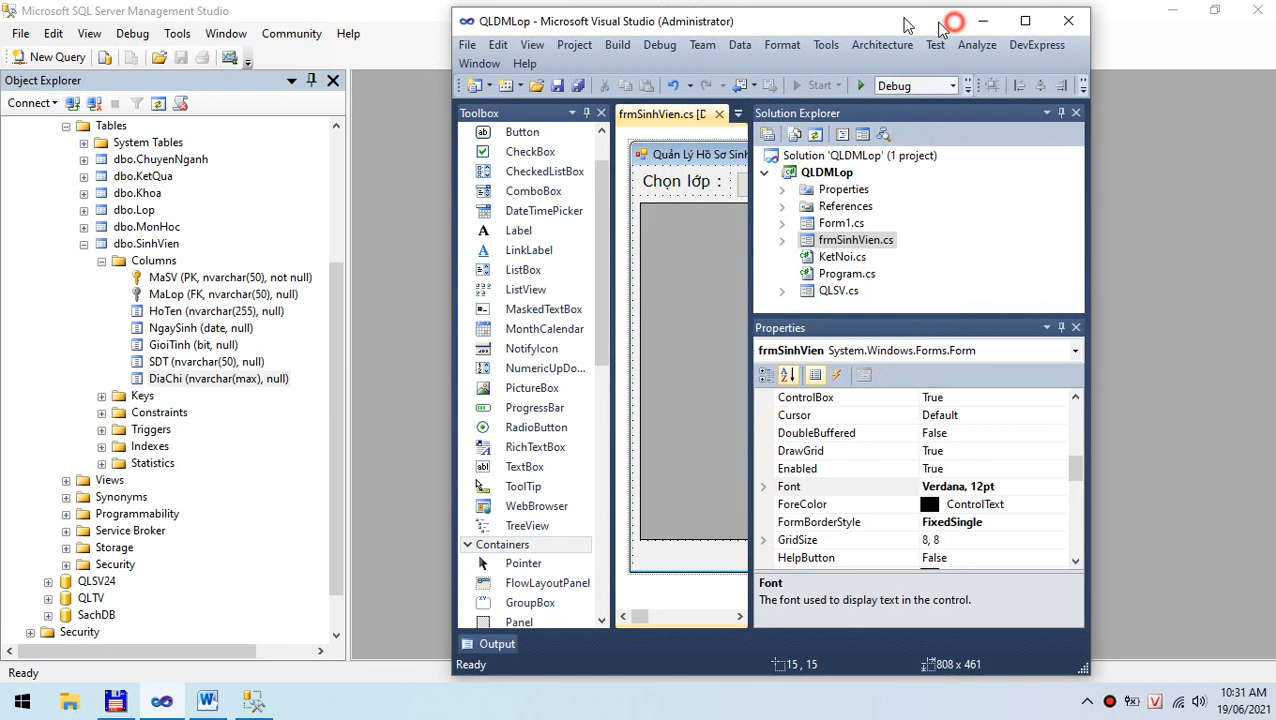 Microsoft SQL Server Management Studio
File Edit View Debug Tools Window Community Help
New Query
Object Explorer
Connect
Tables
System Tables
dbo.ChuyenNganh
dbo.KetQua
dbo.Khoa
dbo.Lop
dbo.MonHoc
dbo.SinhVien
Columns
MaSV (PK, nvarchar(50), not null)
MaLop (FK, nvarchar(50), null)
HoTen (nvarchar(255), null)
NgaySinh (date, null)
GioiTinh (bit, null)
SDT (nvarchar(50), null)
DiaChi (nvarchar(max), null)
Keys
Constraints
Triggers
Indexes
Statistics
Views
Synonyms
Programmability
Service Broker
Storage
Security
QLSV24
QLTV
SachDB
Security
Ready
QLDMLop - Microsoft Visual Studio (Administrator)
File Edit View Project Build Debug Team Data Format Tools Architecture Test Analyze DevExpress
Window Help
Start Debug
Toolbox
Button
CheckBox
CheckedListBox
ComboBox
DateTimePicker
Label
LinkLabel
ListBox
ListView
MaskedTextBox
MonthCalendar
NotifyIcon
NumericUpDo...
PictureBox
ProgressBar
RadioButton
RichTextBox
TextBox
ToolTip
WebBrowser
TreeView
Containers
Pointer
FlowLayoutPanel
GroupBox
Panel
Output
Ready
15 , 15
808 x 461
frmSinhVien.cs [D
Quản Lý Hồ Sơ Sinh
Chọn lớp :
Solution Explorer
Solution 'QLDMLop' (1 project)
QLDMLop
Properties
References
Form1.cs
frmSinhVien.cs
KetNoi.cs
Program.cs
QLSV.cs
Properties
frmSinhVien System.Windows.Forms.Form
ControlBox True
Cursor Default
DoubleBuffered False
DrawGrid True
Enabled True
Font Verdana, 12pt
ForeColor ControlText
FormBorderStyle FixedSingle
GridSize 8, 8
HelpButton False
Font
The font used to display text in the control.
10:31 AM
19/06/2021